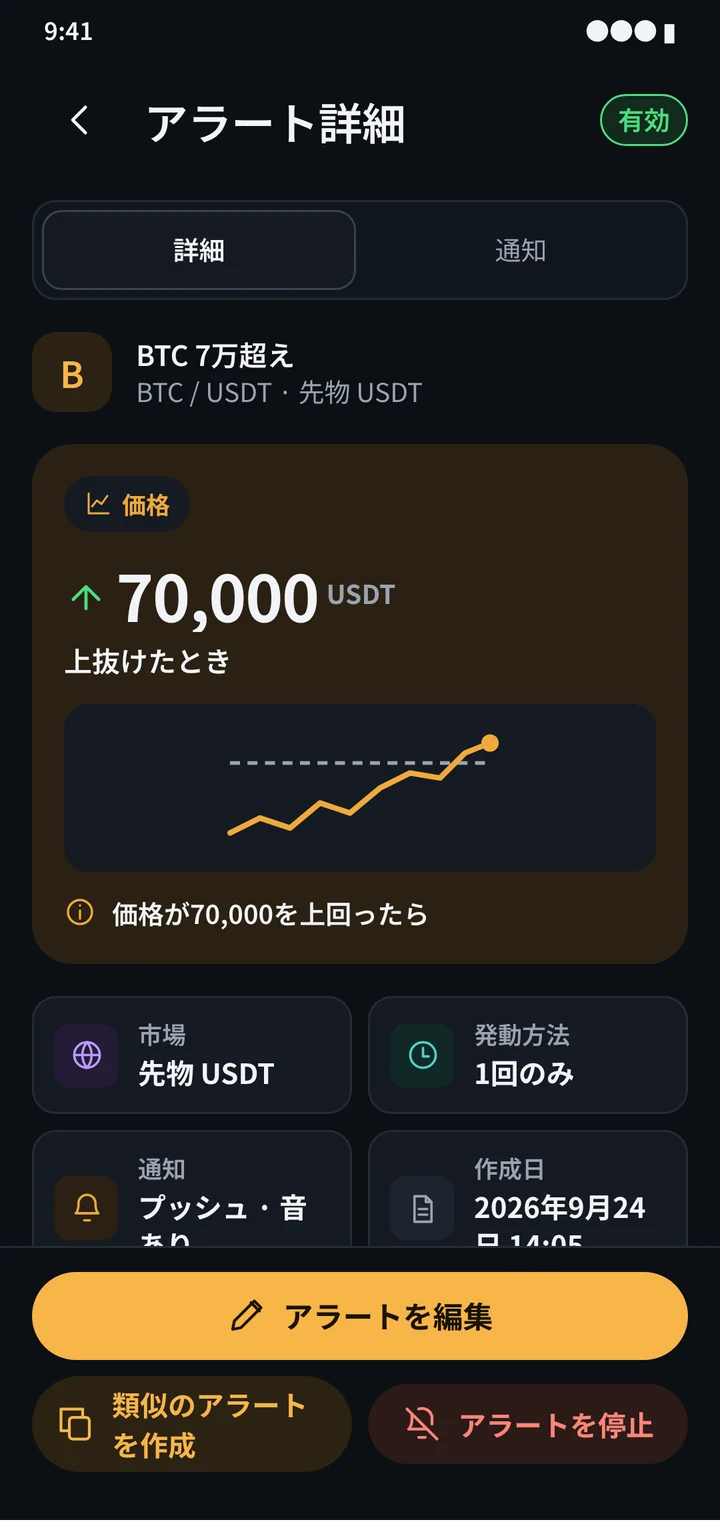 9:41
アラート詳細
有効
詳細
通知
B
BTC 7万超え
BTC / USDT · 先物 USDT
価格
70,000 USDT
上抜けたとき
価格が70,000を上回ったら
市場
先物 USDT
発動方法
1回のみ
通知
プッシュ · 音
あり
作成日
2026年9月24
日 14:05
アラートを編集
類似のアラート
を作成
アラートを停止